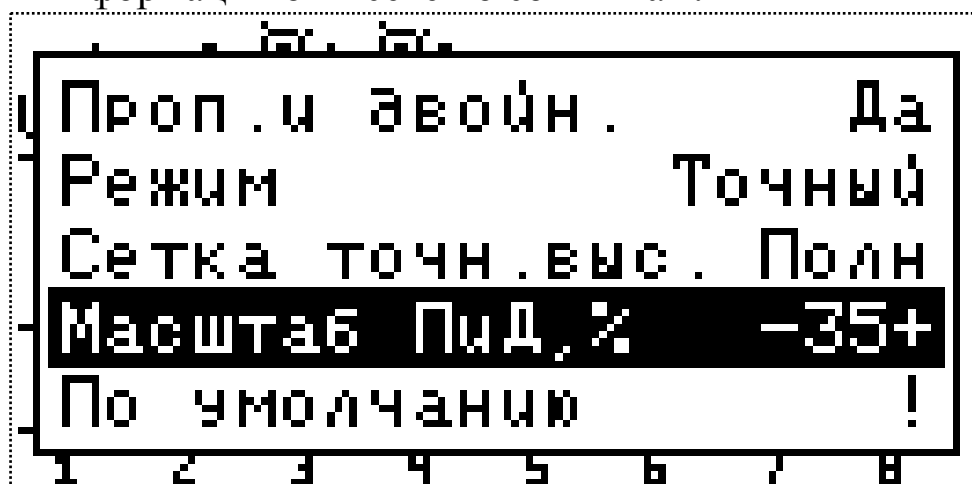 Проп.и двойн. Да
Режим Точный
Сетка точн.выс. Полн
Масштаб ПиД,% -35+
По умолчанию !
1 2 3 4 5 6 7 8